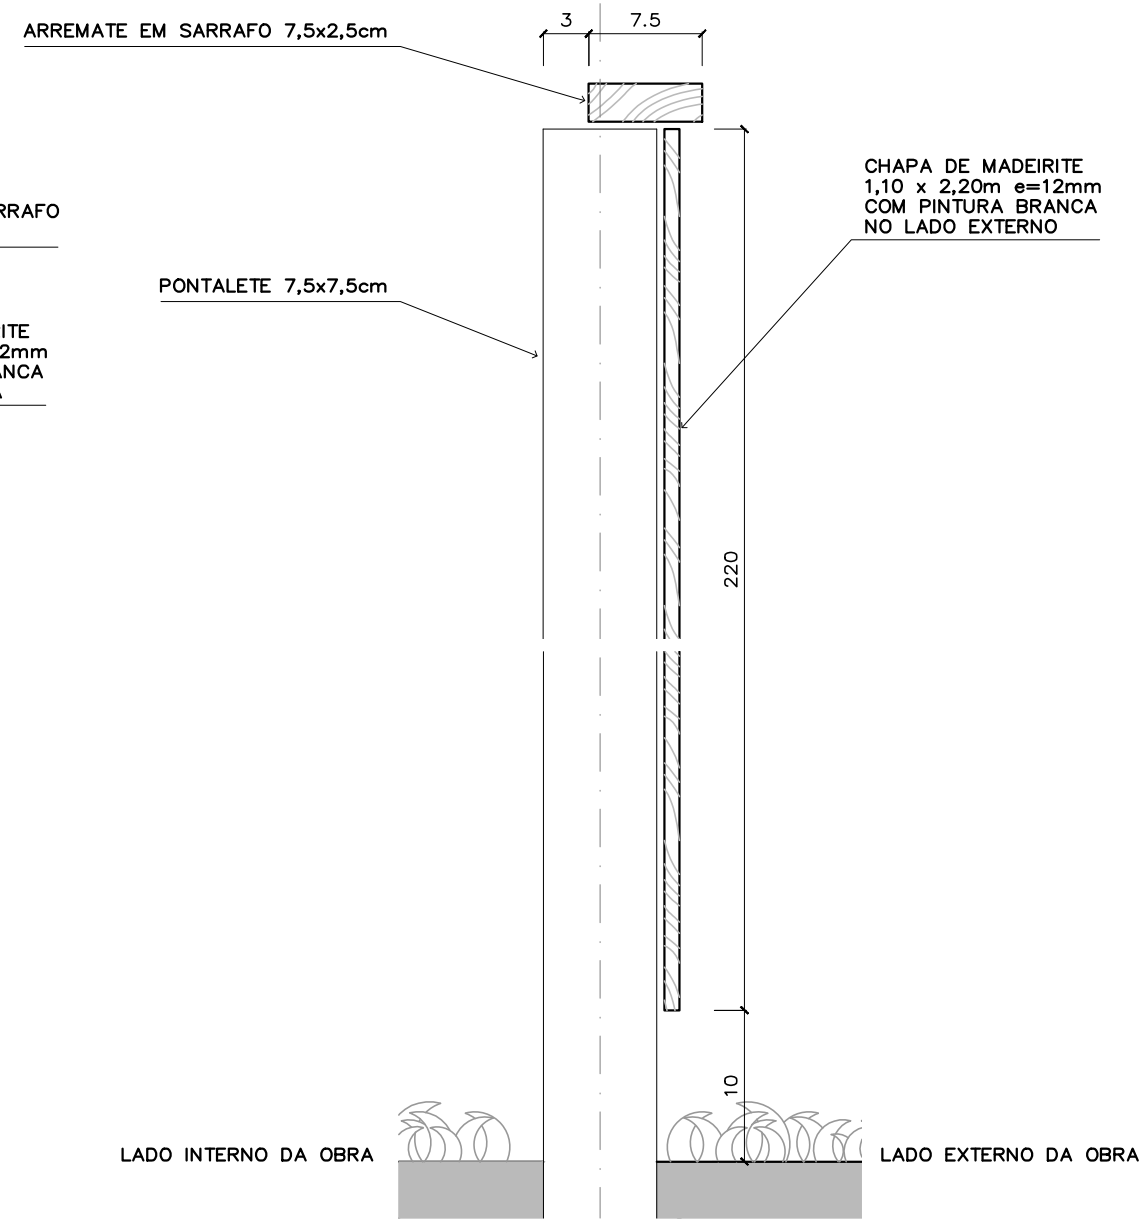 ARREMATE EM SARRAFO 7,5x2,5cm
3
7.5
CHAPA DE MADEIRITE
1,10 x 2,20m e=12mm
COM PINTURA BRANCA
NO LADO EXTERNO
PONTALETE 7,5x7,5cm
220
10
LADO INTERNO DA OBRA
LADO EXTERNO DA OBRA